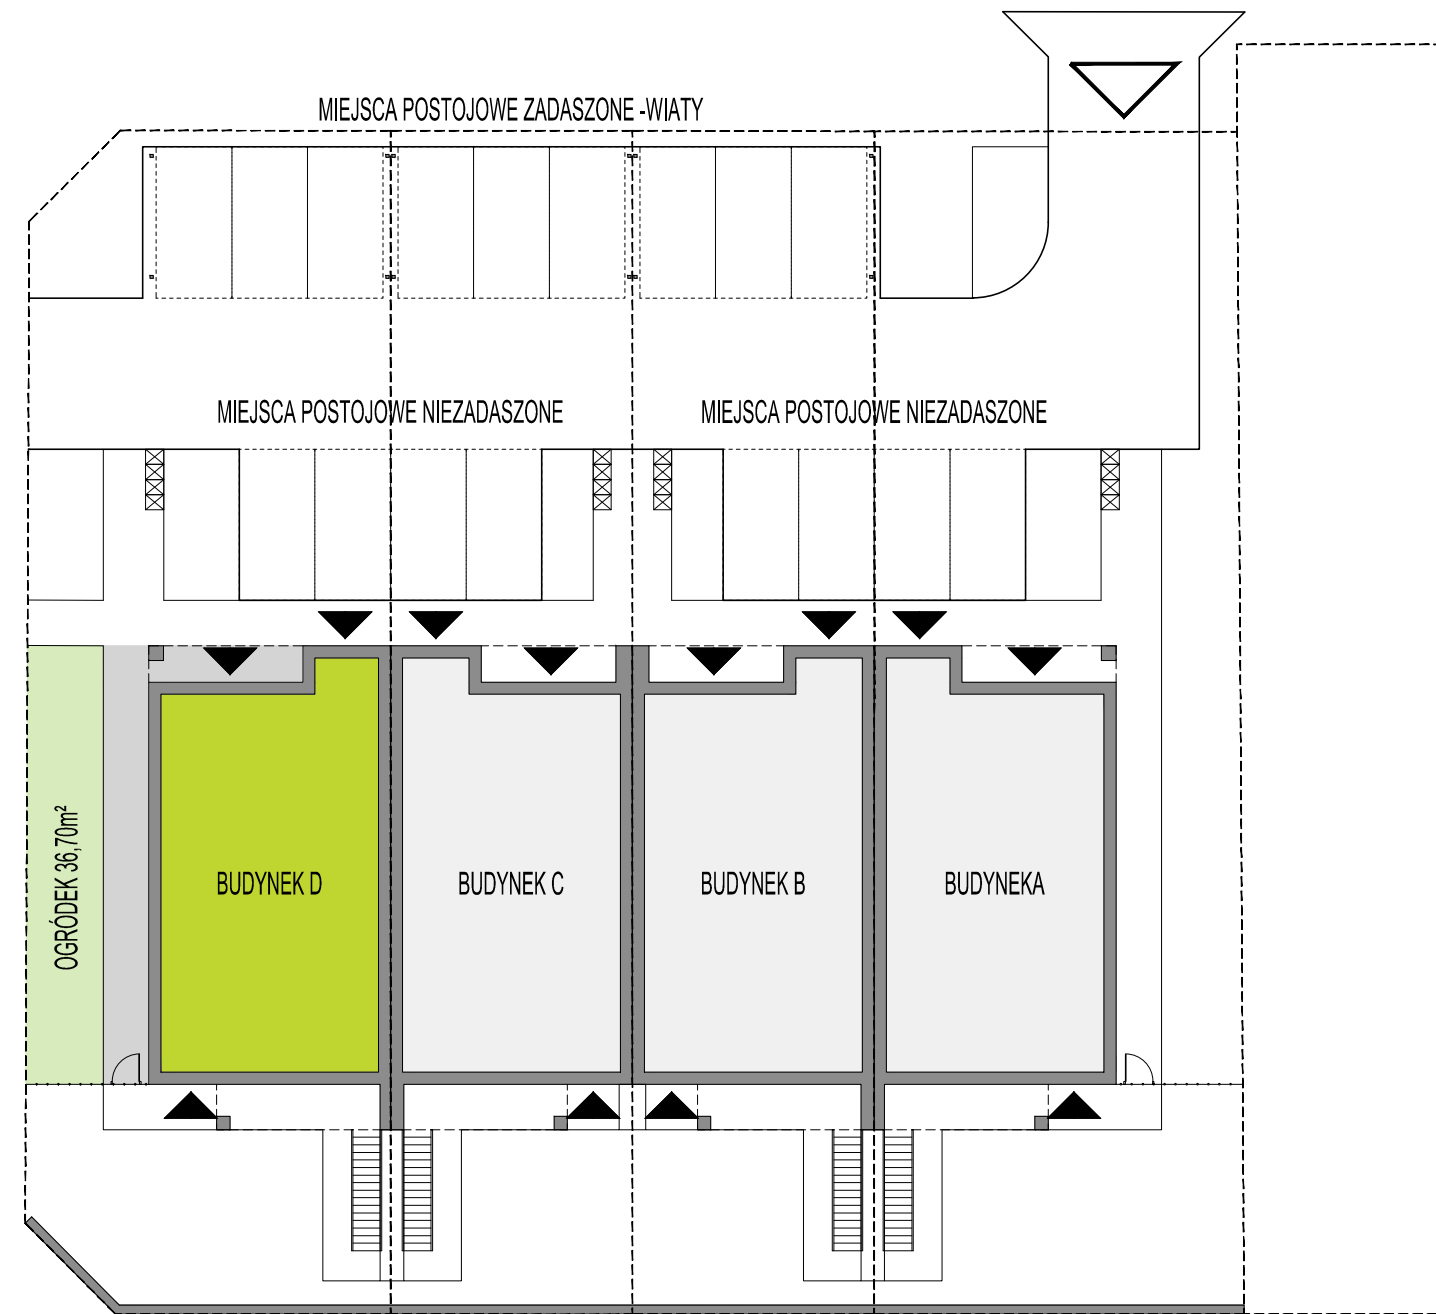 MIEJSCA POSTOJOWE ZADASZONE -WIATY
MIEJSCA POSTOJOWE NIEZADASZONE
MIEJSCA POSTOJOWE NIEZADASZONE
OGRÓDEK 36,70m²
BUDYNEK D
BUDYNEK C
BUDYNEK B
BUDYNEKA